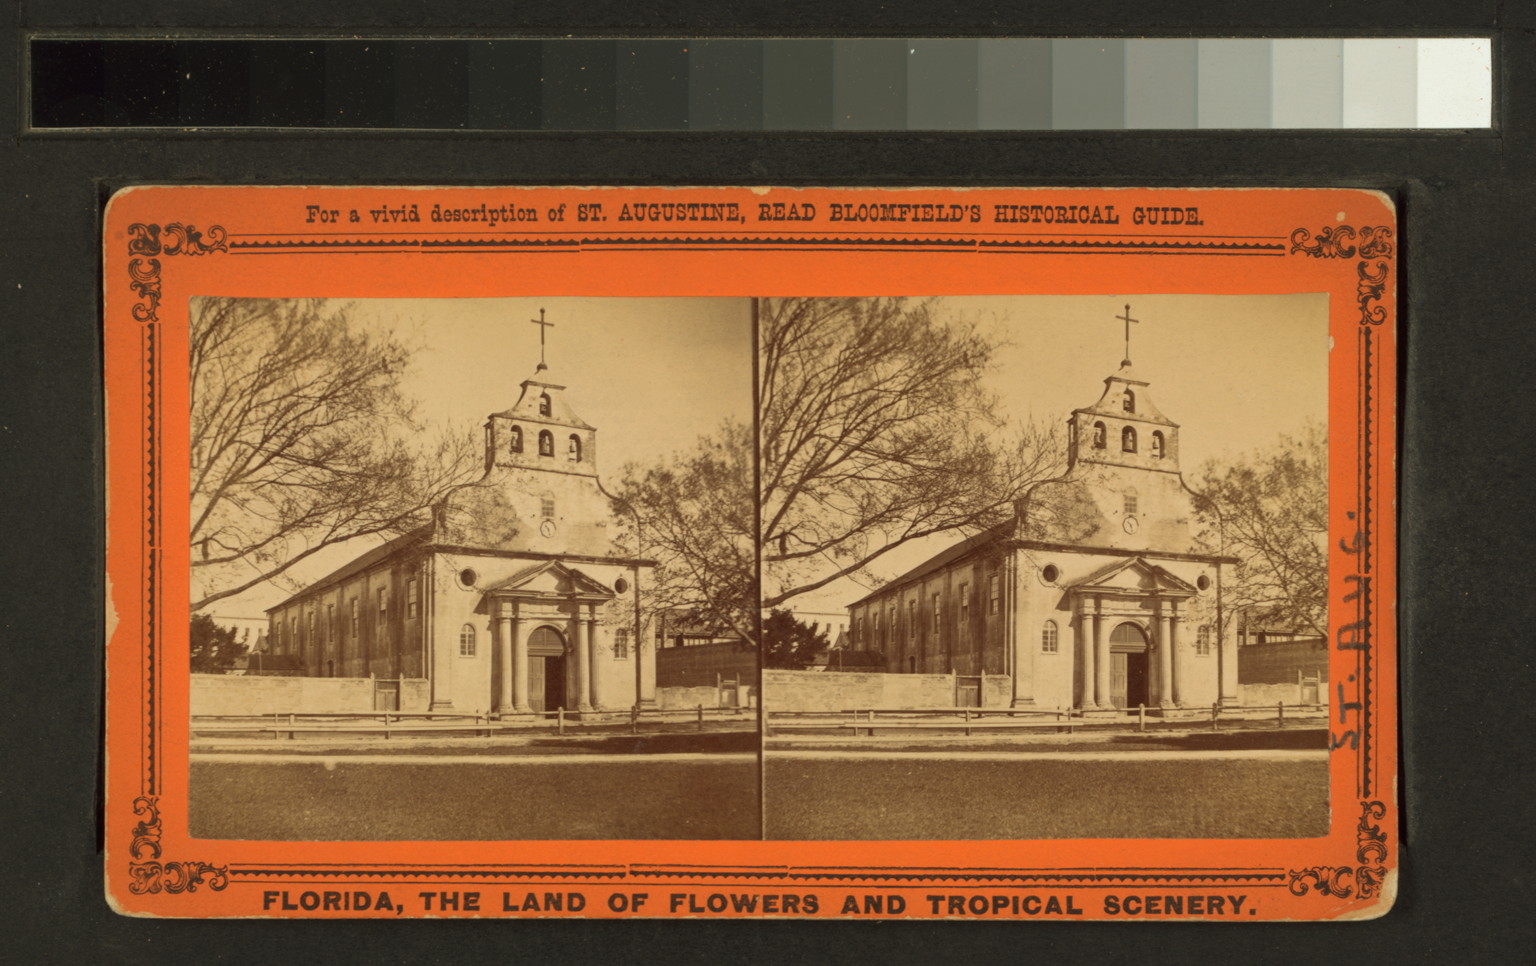 For a vivid description of ST. AUGUSTINE, READ BLOOMFIELD'S HISTORICAL GUIDE.
ST. AUG.
FLORIDA, THE LAND OF FLOWERS AND TROPICAL SCENERY.